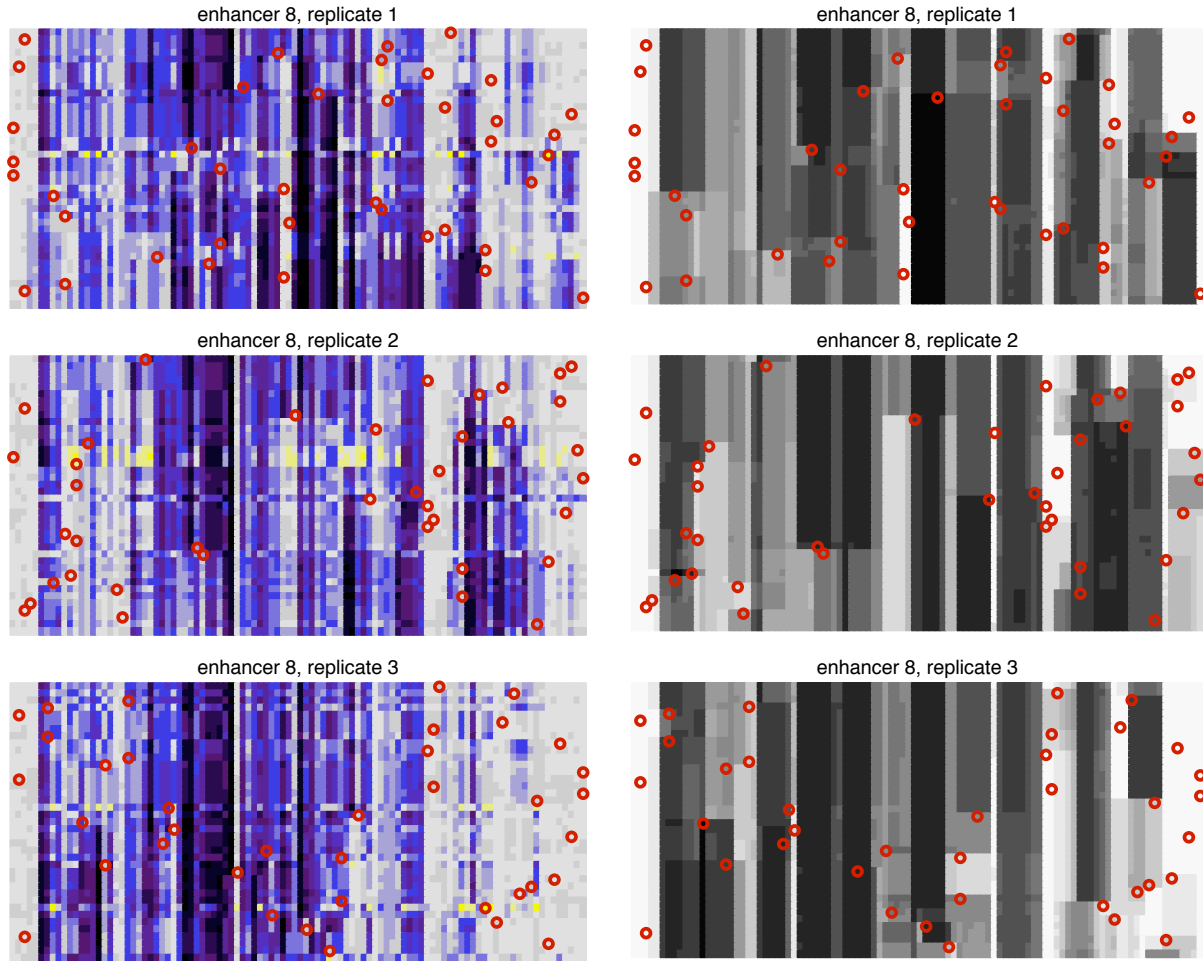 enhancer 8, replicate 1
enhancer 8, replicate 1
enhancer 8, replicate 2
enhancer 8, replicate 2
enhancer 8, replicate 3
enhancer 8, replicate 3